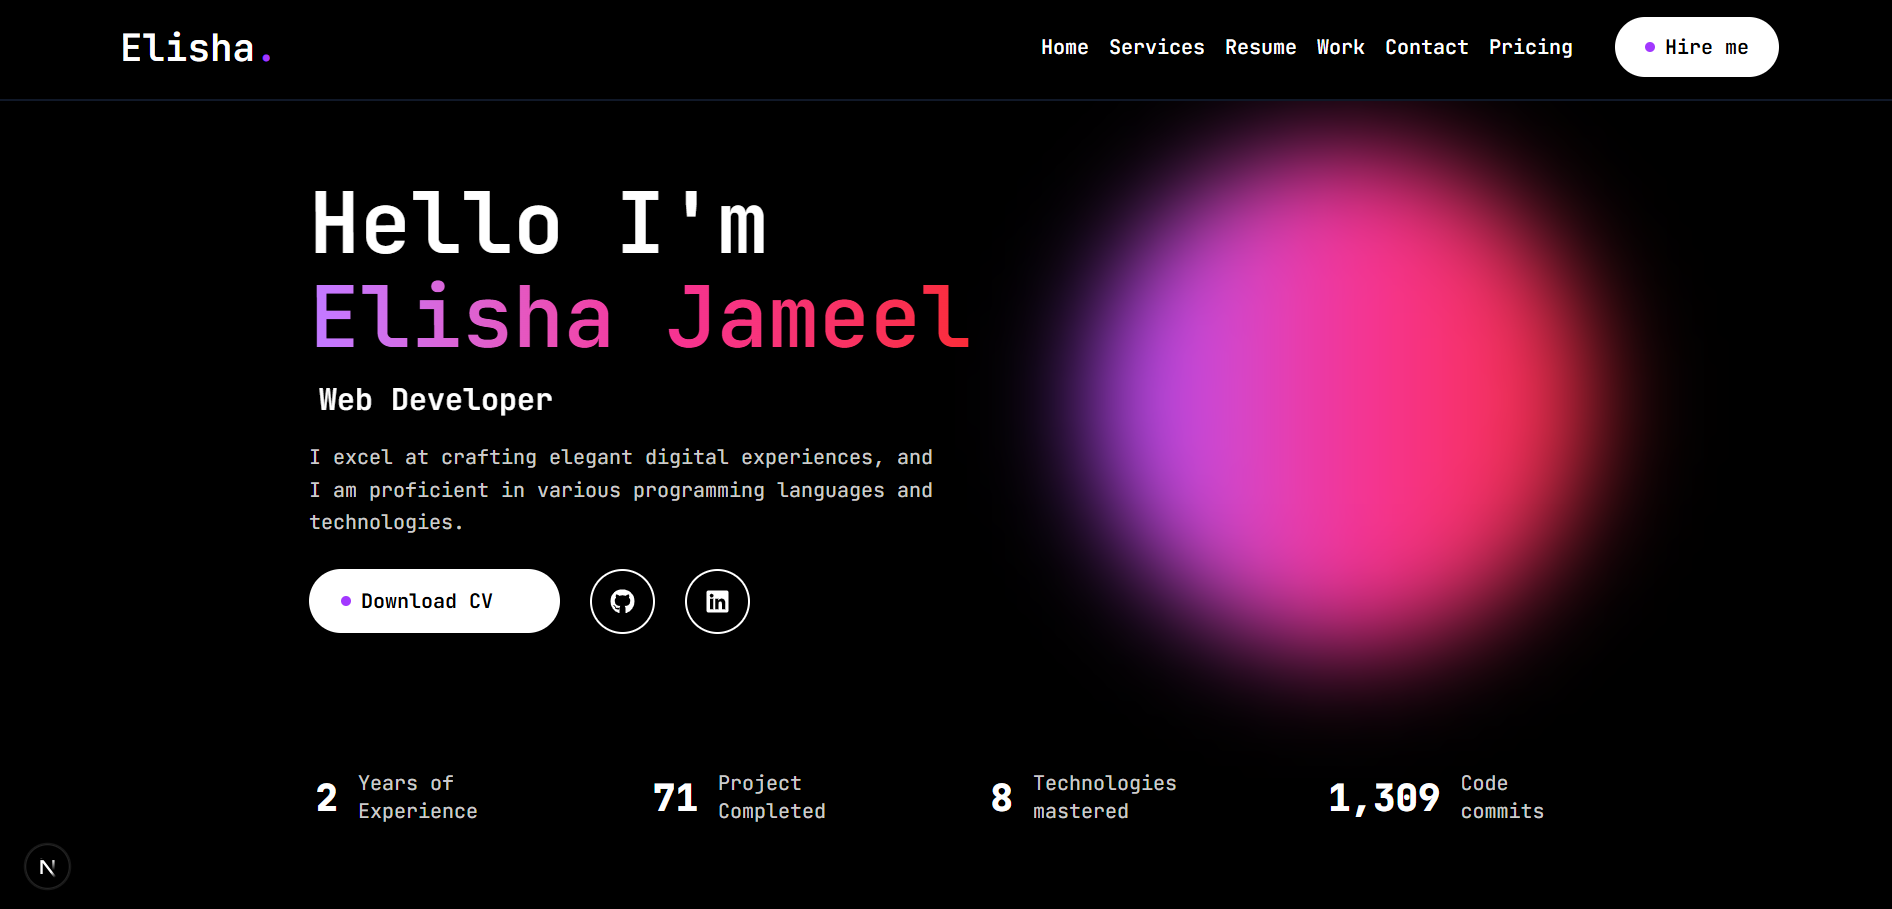 Elisha.
Home Services Resume Work Contact Pricing
Hire me
Hello I'm
Elisha Jameel
Web Developer
I excel at crafting elegant digital experiences, and
I am proficient in various programming languages and
technologies.
Download CV
in
2 Years of
Experience
71 Project
Completed
8 Technologies
mastered
1,309 Code
commits
N